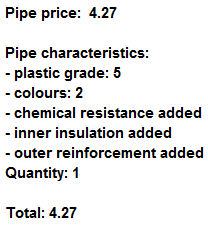 Pipe price:  4.27
Pipe characteristics:
- plastic grade: 5
- colours: 2
- chemical resistance added
- inner insulation added
- outer reinforcement added
Quantity: 1
Total: 4.27